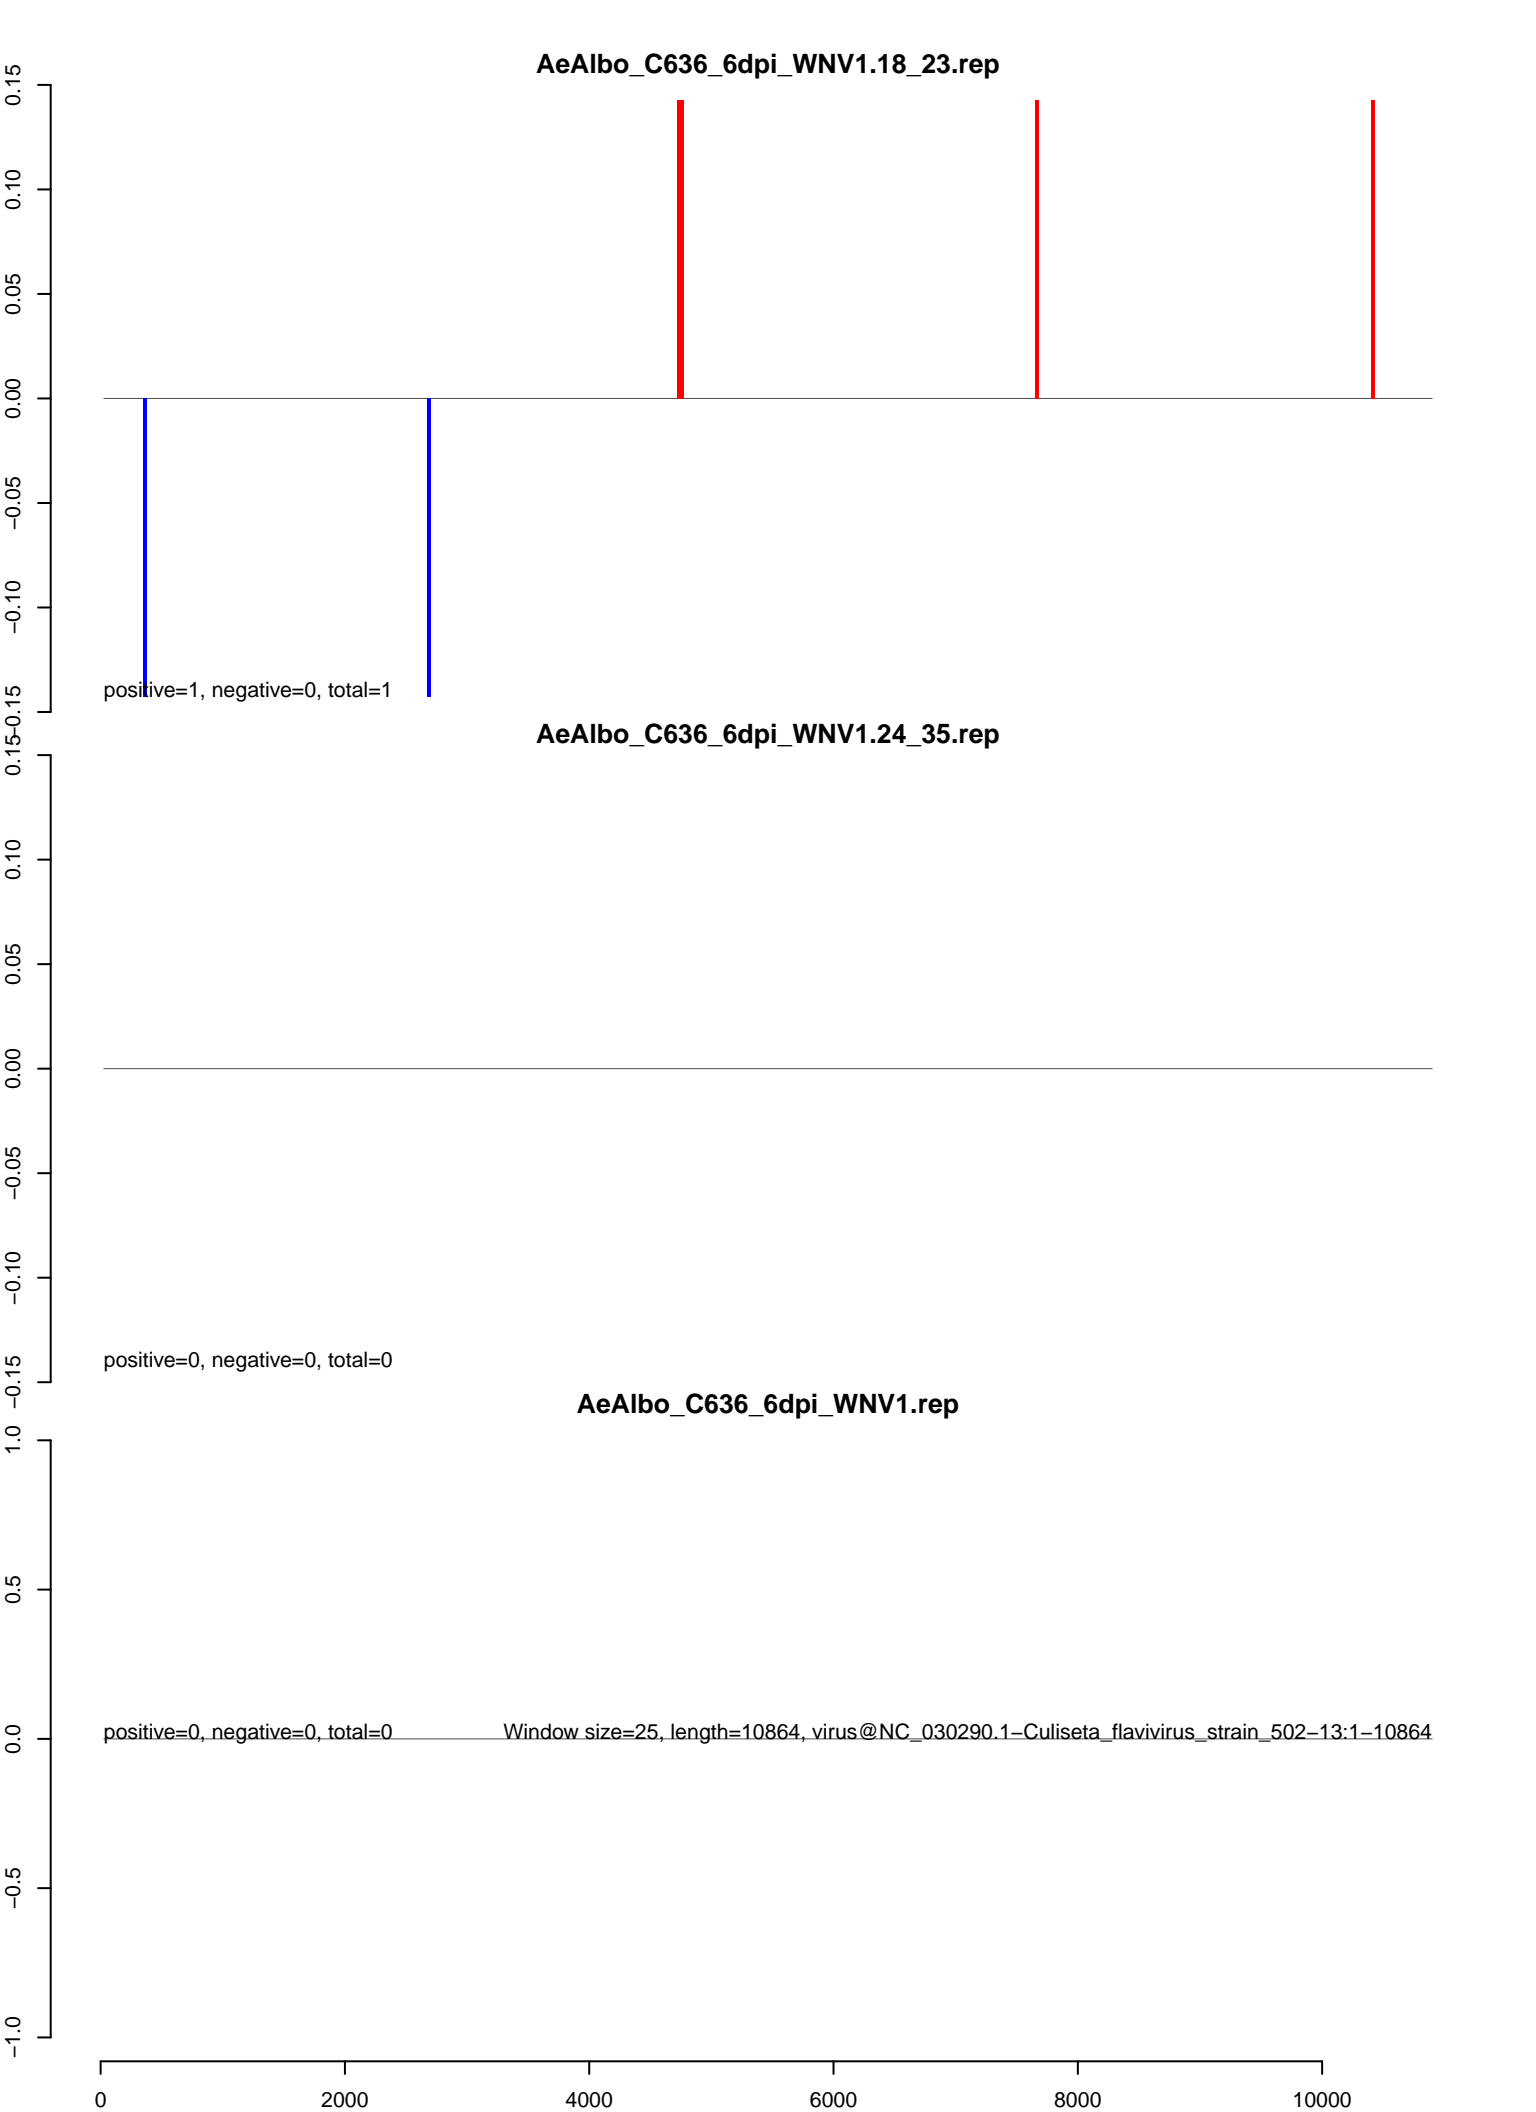 AeAlbo_C636_6dpi_WNV1.18_23.rep
0.15
0.10
0.05
0.00
−0.05
−0.10
−0.15
positive=1, negative=0, total=1
AeAlbo_C636_6dpi_WNV1.24_35.rep
0.15
0.10
0.05
0.00
−0.05
−0.10
−0.15
positive=0, negative=0, total=0
AeAlbo_C636_6dpi_WNV1.rep
1.0
0.5
0.0
−0.5
−1.0
positive=0, negative=0, total=0 Window size=25, length=10864, virus@NC_030290.1−Culiseta_flavivirus_strain_502−13:1−10864
0 2000 4000 6000 8000 10000